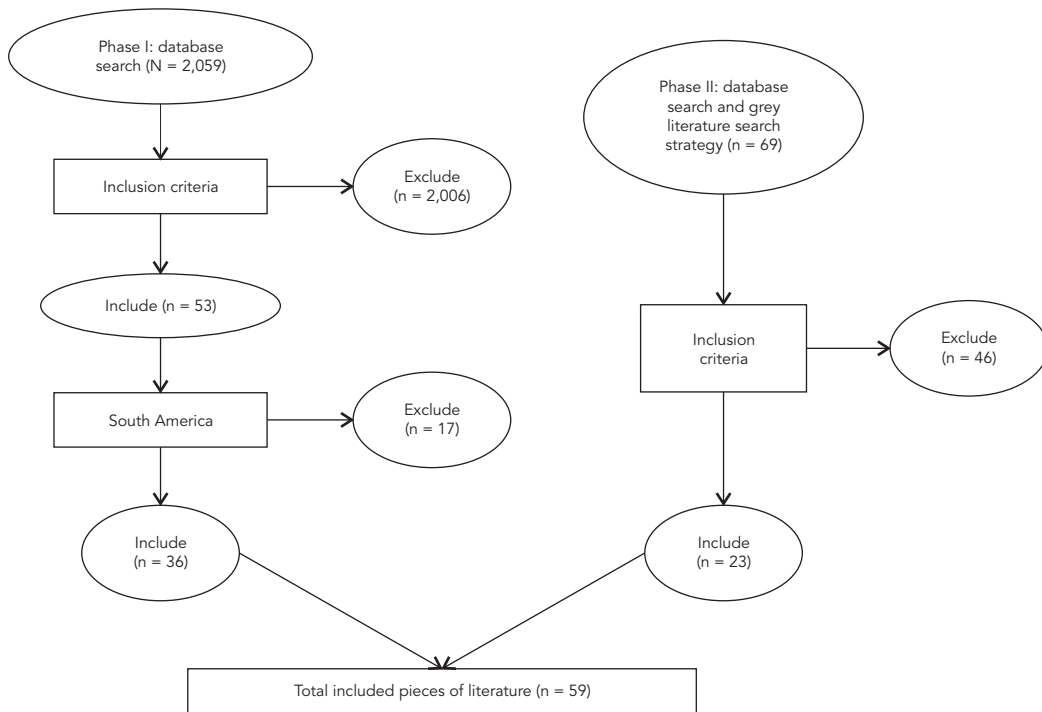 Phase I: database
search (N = 2,059)
Inclusion criteria
Exclude
(n = 2,006)
Include (n = 53)
South America
Exclude
(n = 17)
Include
(n = 36)
Phase II: database
search and grey
literature search
strategy (n = 69)
Inclusion
criteria
Exclude
(n = 46)
Include
(n = 23)
Total included pieces of literature (n = 59)